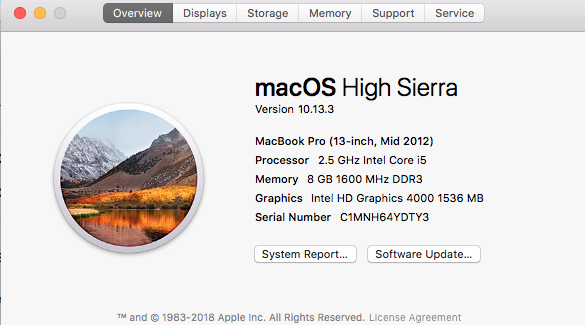 Overview Displays Storage Memory Support Service
macOS High Sierra
Version 10.13.3
MacBook Pro (13-inch, Mid 2012)
Processor 2.5 GHz Intel Core i5
Memory 8 GB 1600 MHz DDR3
Graphics Intel HD Graphics 4000 1536 MB
Serial Number C1MNH64YDTY3
System Report... Software Update...
™ and © 1983-2018 Apple Inc. All Rights Reserved. License Agreement